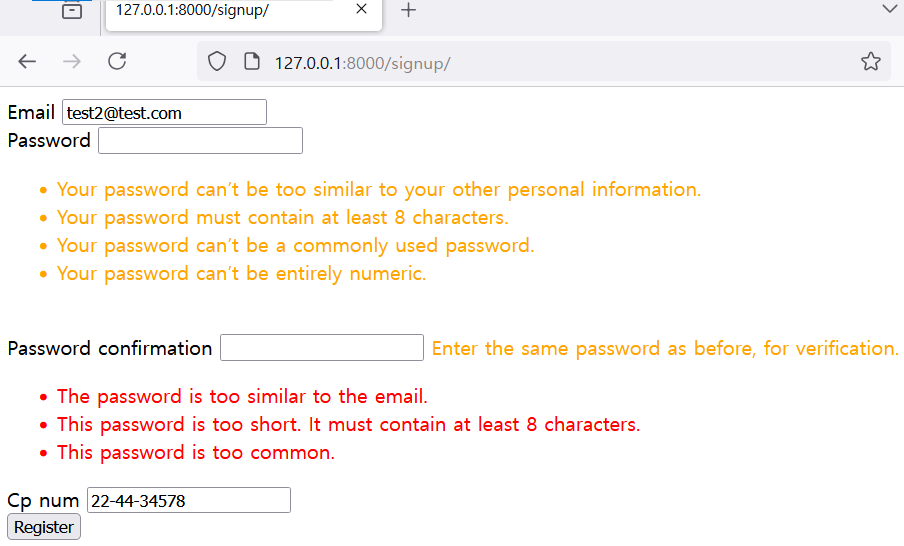 127.0.0.1:8000/signup/
127.0.0.1:8000/signup/
Email test2@test.com
Password
• Your password can’t be too similar to your other personal information.
• Your password must contain at least 8 characters.
• Your password can’t be a commonly used password.
• Your password can’t be entirely numeric.
Password confirmation Enter the same password as before, for verification.
• The password is too similar to the email.
• This password is too short. It must contain at least 8 characters.
• This password is too common.
Cp num 22-44-34578
Register